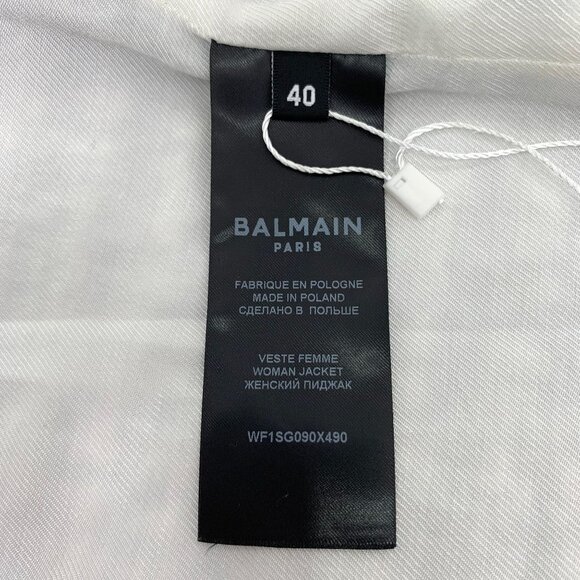 40
BALMAIN
PARIS
FABRIQUE EN POLOGNE
MADE IN POLAND
СДЕЛАНО В ПОЛЬШЕ
VESTE FEMME
WOMAN JACKET
ЖЕНСКИЙ ПИДЖАК
WF1SG090X490